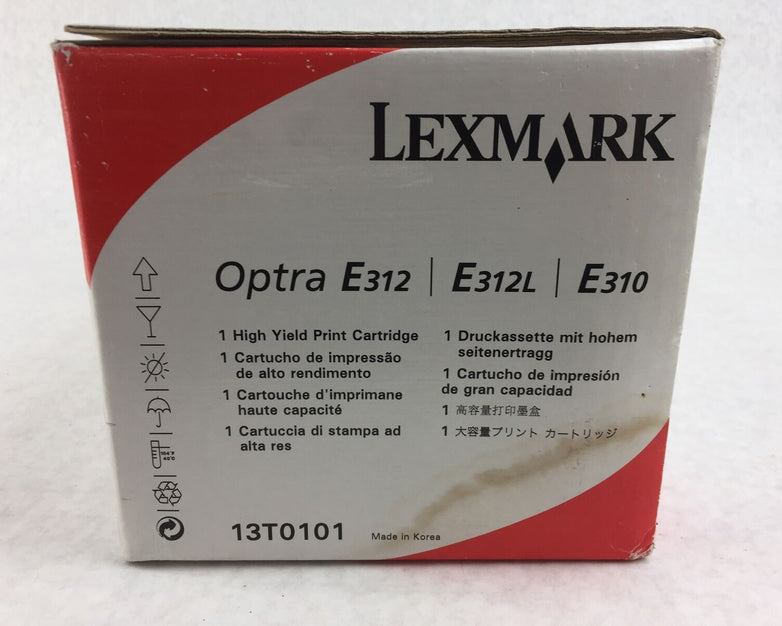 LEXMARK
Optra E312 | E312L | E310
1 High Yield Print Cartridge
1 Cartucho de impressão
de alto rendimento
1 Cartouche d'imprimane
haute capacité
1 Cartuccia di stampa ad
alta res
1 Druckassette mit hohem
seitenertragg
1 Cartucho de impresión
de gran capacidad
1 高容量打印墨盒
1 大容量プリント カートリッジ
104°F
40°C
13T0101
Made in Korea